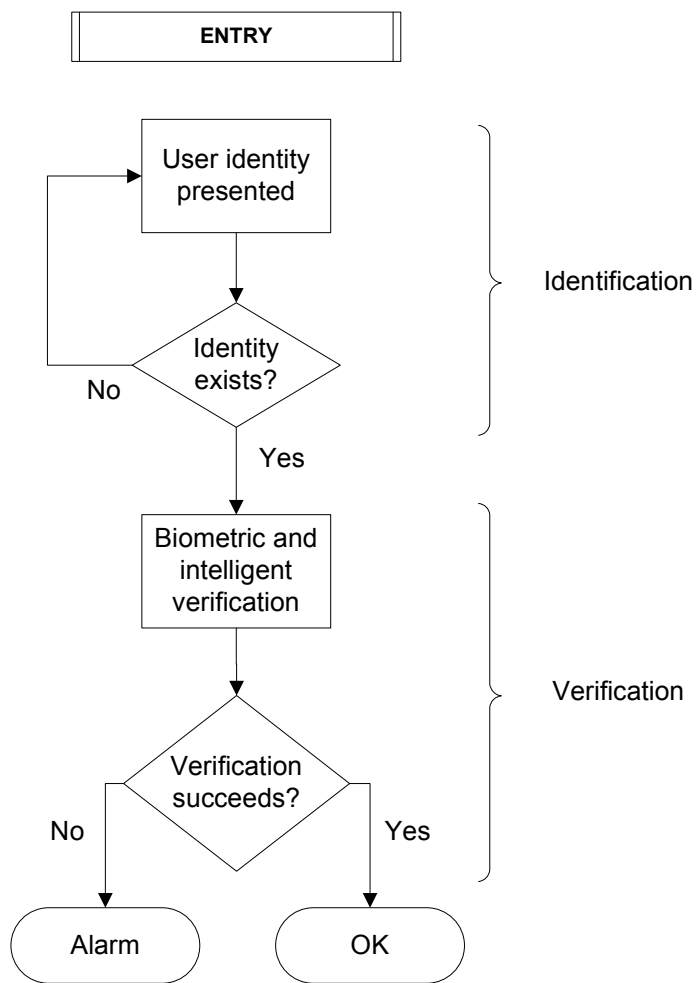 ENTRY
User identity
presented
Identification
Identity
exists?
No
Yes
Biometric and
intelligent
verification
Verification
Verification
succeeds?
No
Yes
Alarm
OK